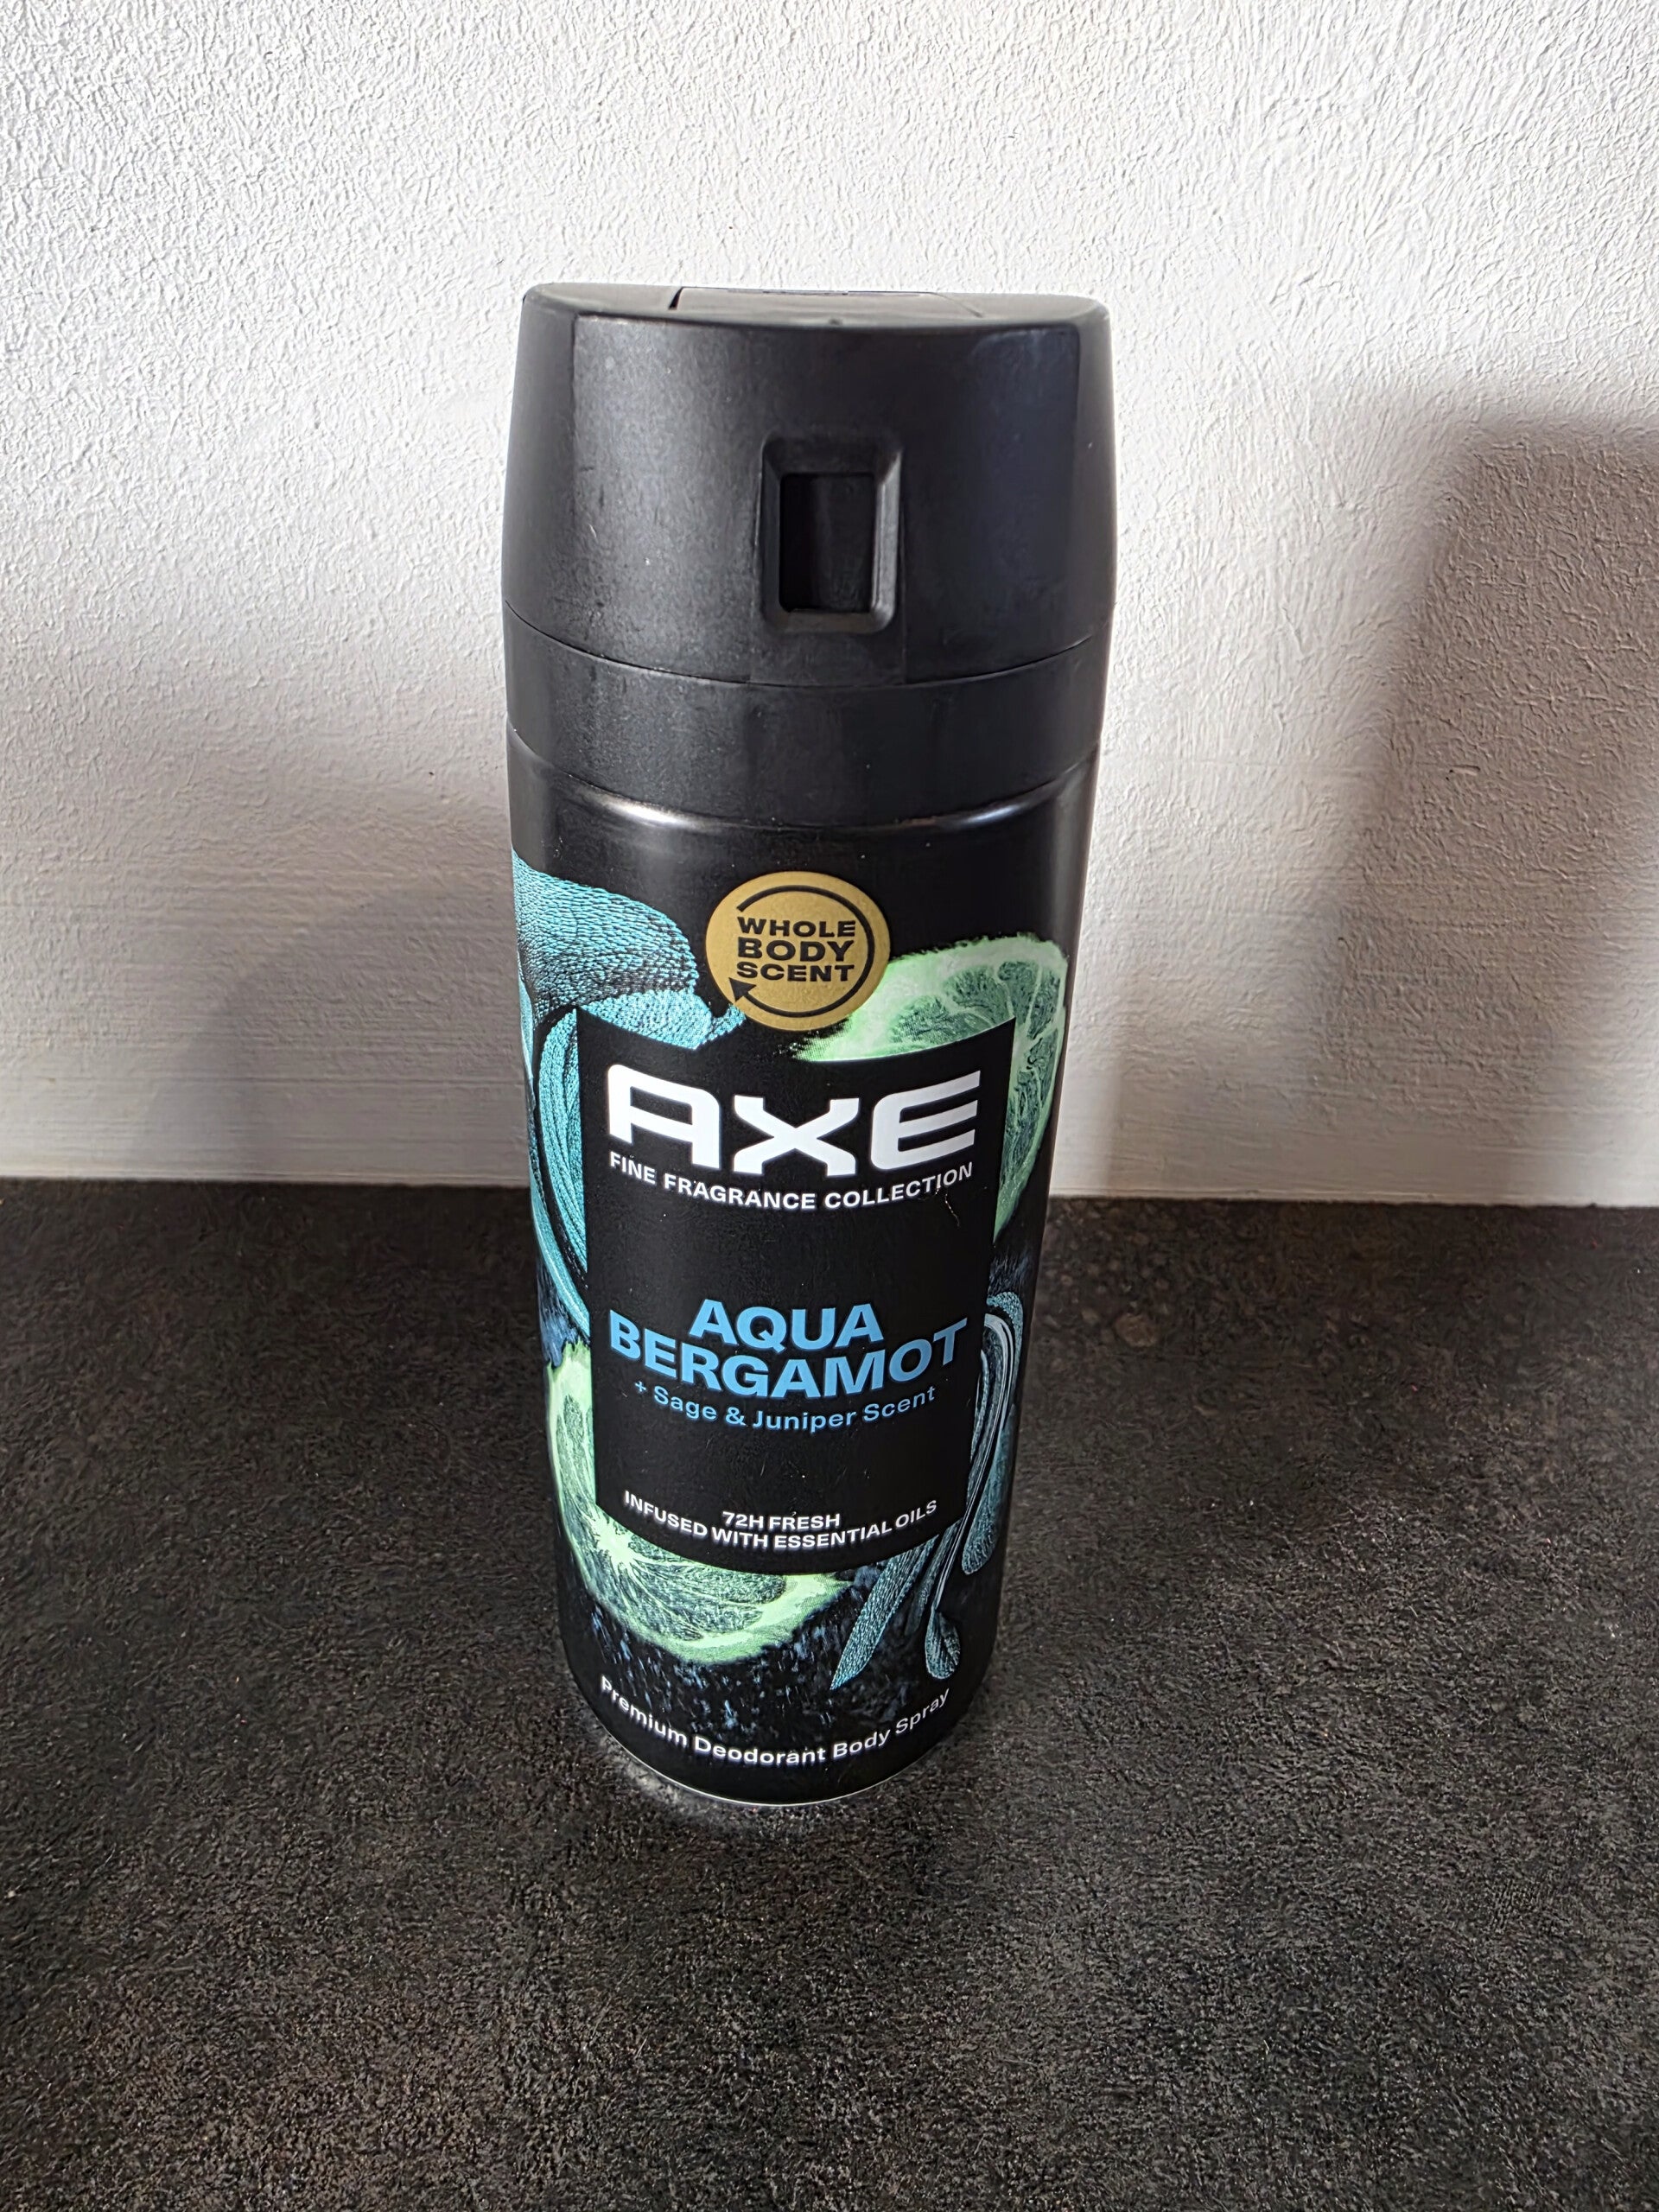 WHOLE
BODY
SCENT
AXE
FINE FRAGRANCE COLLECTION
AQUA
BERGAMOT
+ Sage & Juniper Scent
72H FRESH
INFUSED WITH ESSENTIAL OILS
Premium Deodorant Body Spray